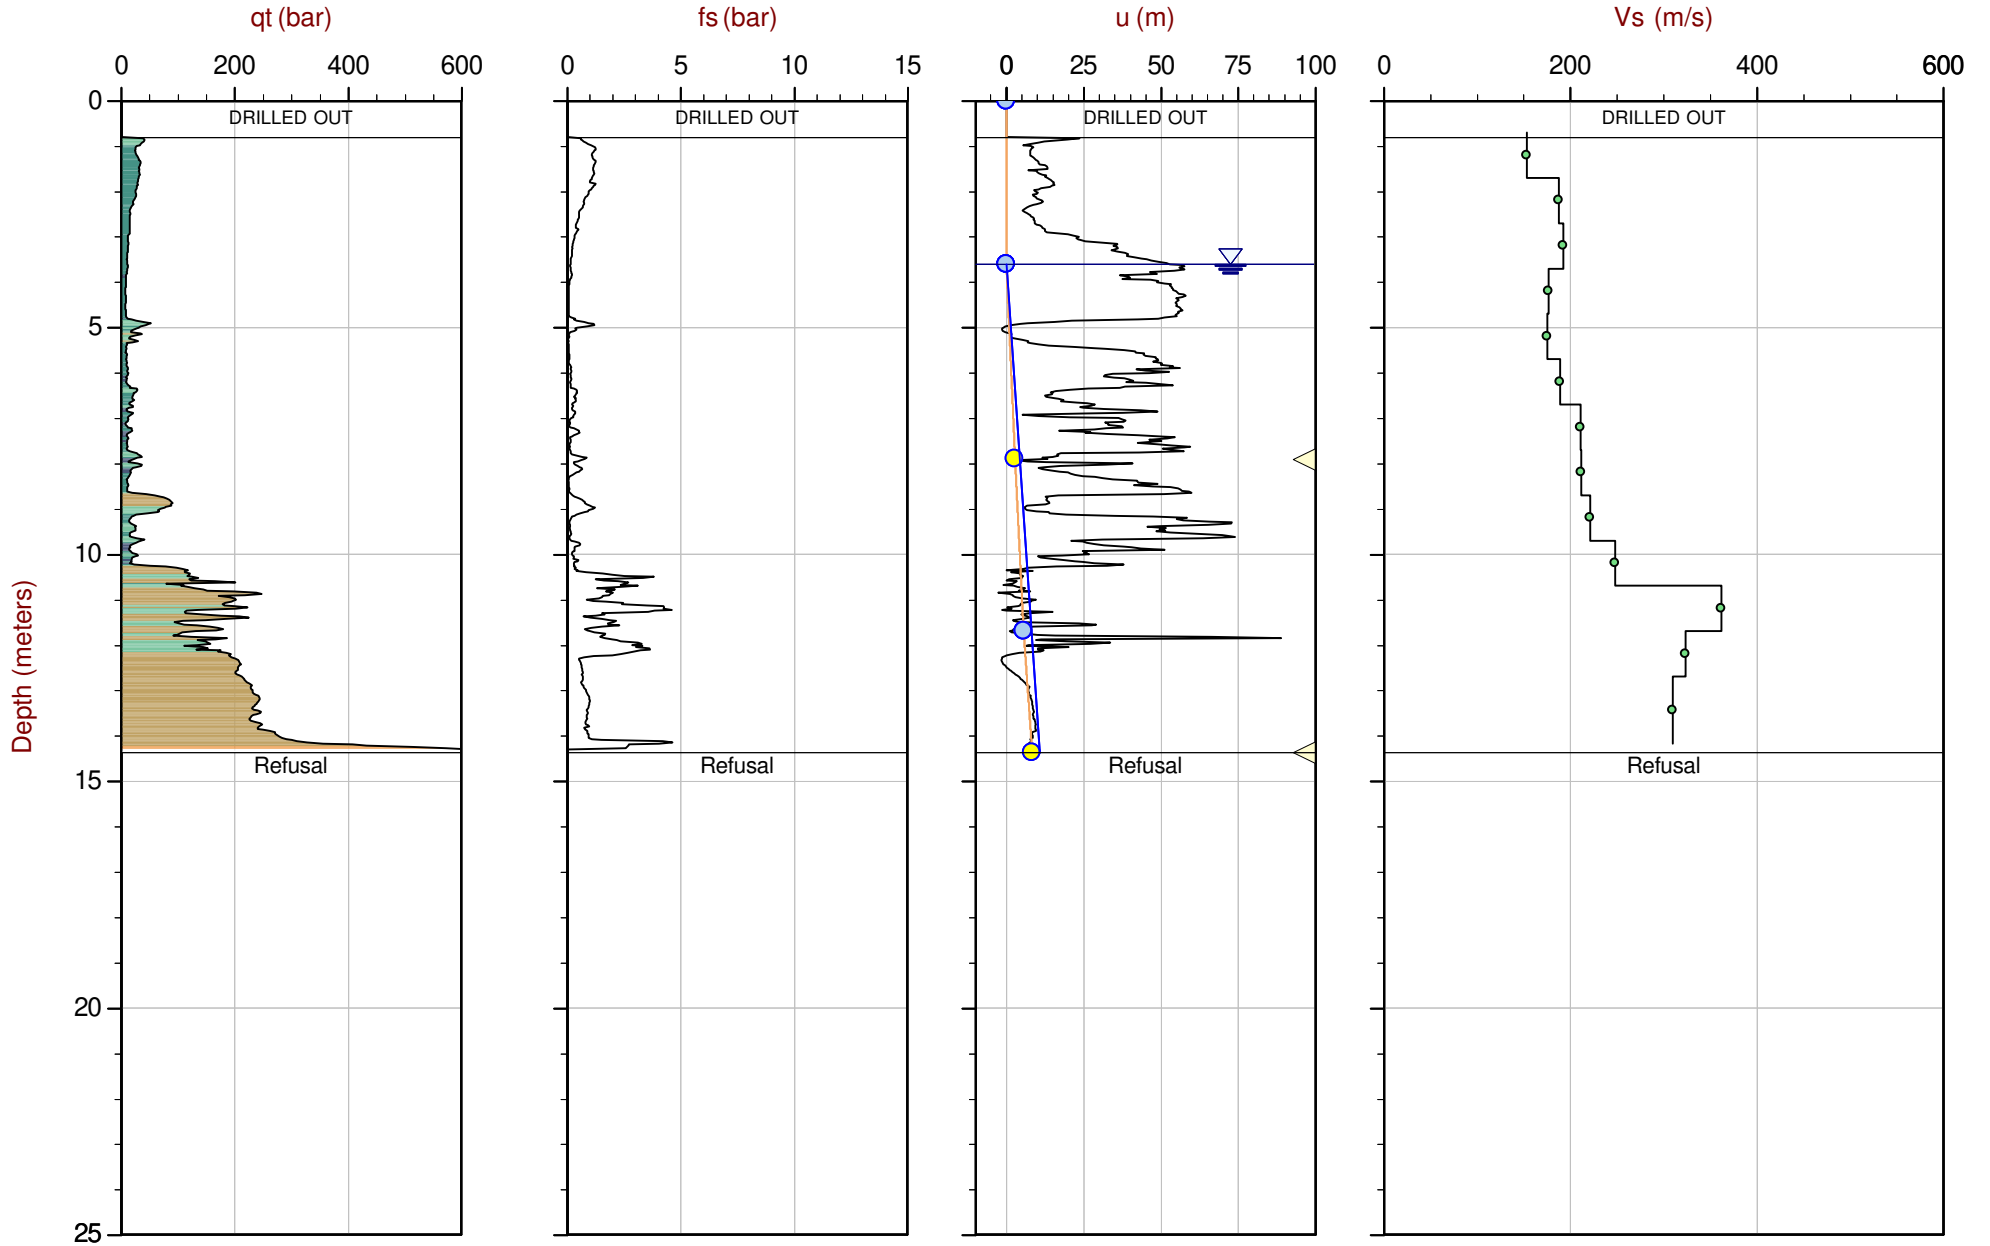 qt (bar) fs (bar) u (m) Vs (m/s)
0 200 400 600 0 5 10 15 0 25 50 75 100 0 200 400 600
0
DRILLED OUT DRILLED OUT DRILLED OUT DRILLED OUT
5
10
Depth (meters)
Refusal Refusal Refusal Refusal
15
20
25